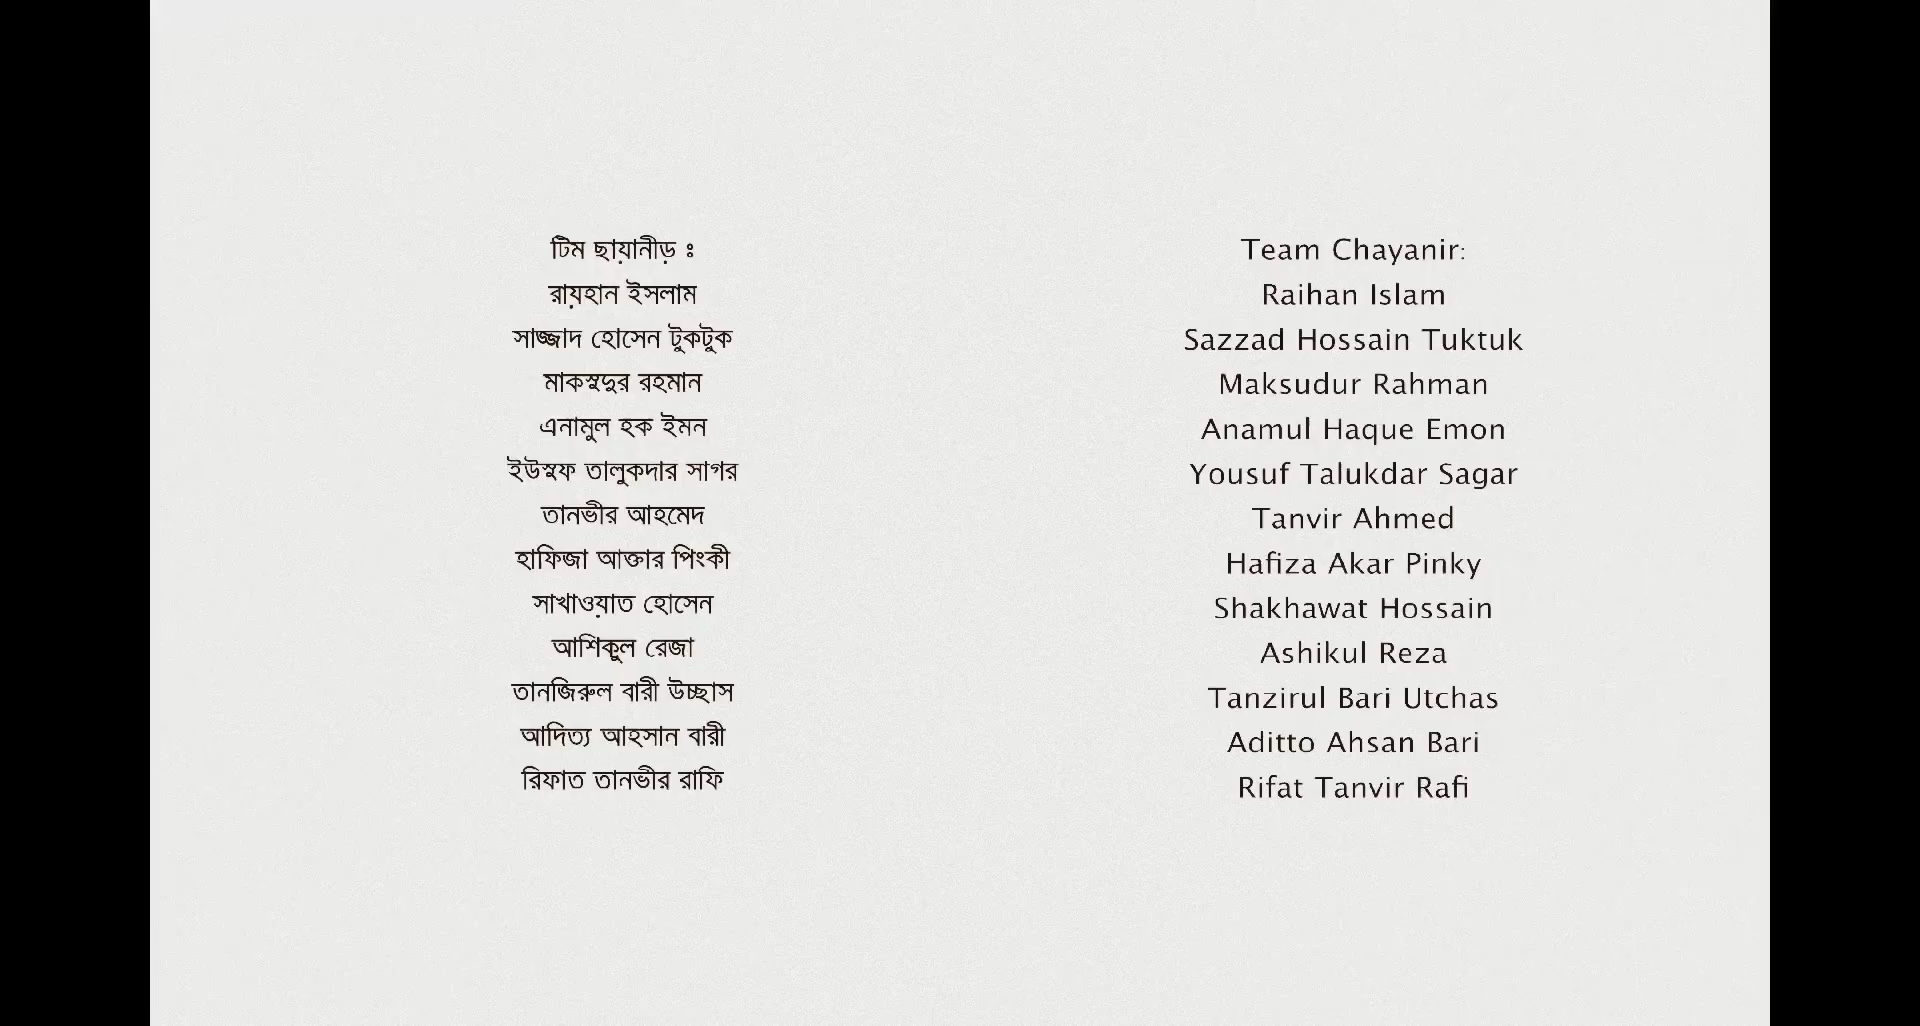 টিম ছায়ানীড় ঃ
রায়হান ইসলাম
সাজ্জাদ হোসেন টুকটুক
মাকসুদুর রহমান
এনামুল হক ইমন
ইউসুফ তালুকদার সাগর
তানভীর আহমেদ
হাফিজা আক্তার পিংকী
সাখাওয়াত হোসেন
আশিকুল রেজা
তানজিরুল বারী উচ্ছাস
আদিত্য আহসান বারী
রিফাত তানভীর রাফি
Team Chayanir:
Raihan Islam
Sazzad Hossain Tuktuk
Maksudur Rahman
Anamul Haque Emon
Yousuf Talukdar Sagar
Tanvir Ahmed
Hafiza Akar Pinky
Shakhawat Hossain
Ashikul Reza
Tanzirul Bari Utchas
Aditto Ahsan Bari
Rifat Tanvir Rafi